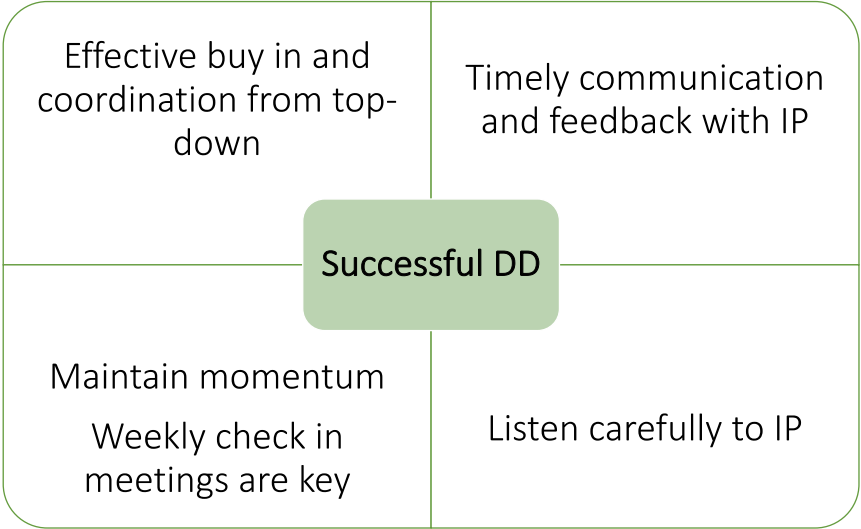 Effective buy in and
coordination from top-
down
Timely communication
and feedback with IP
Successful DD
Maintain momentum
Weekly check in
meetings are key
Listen carefully to IP